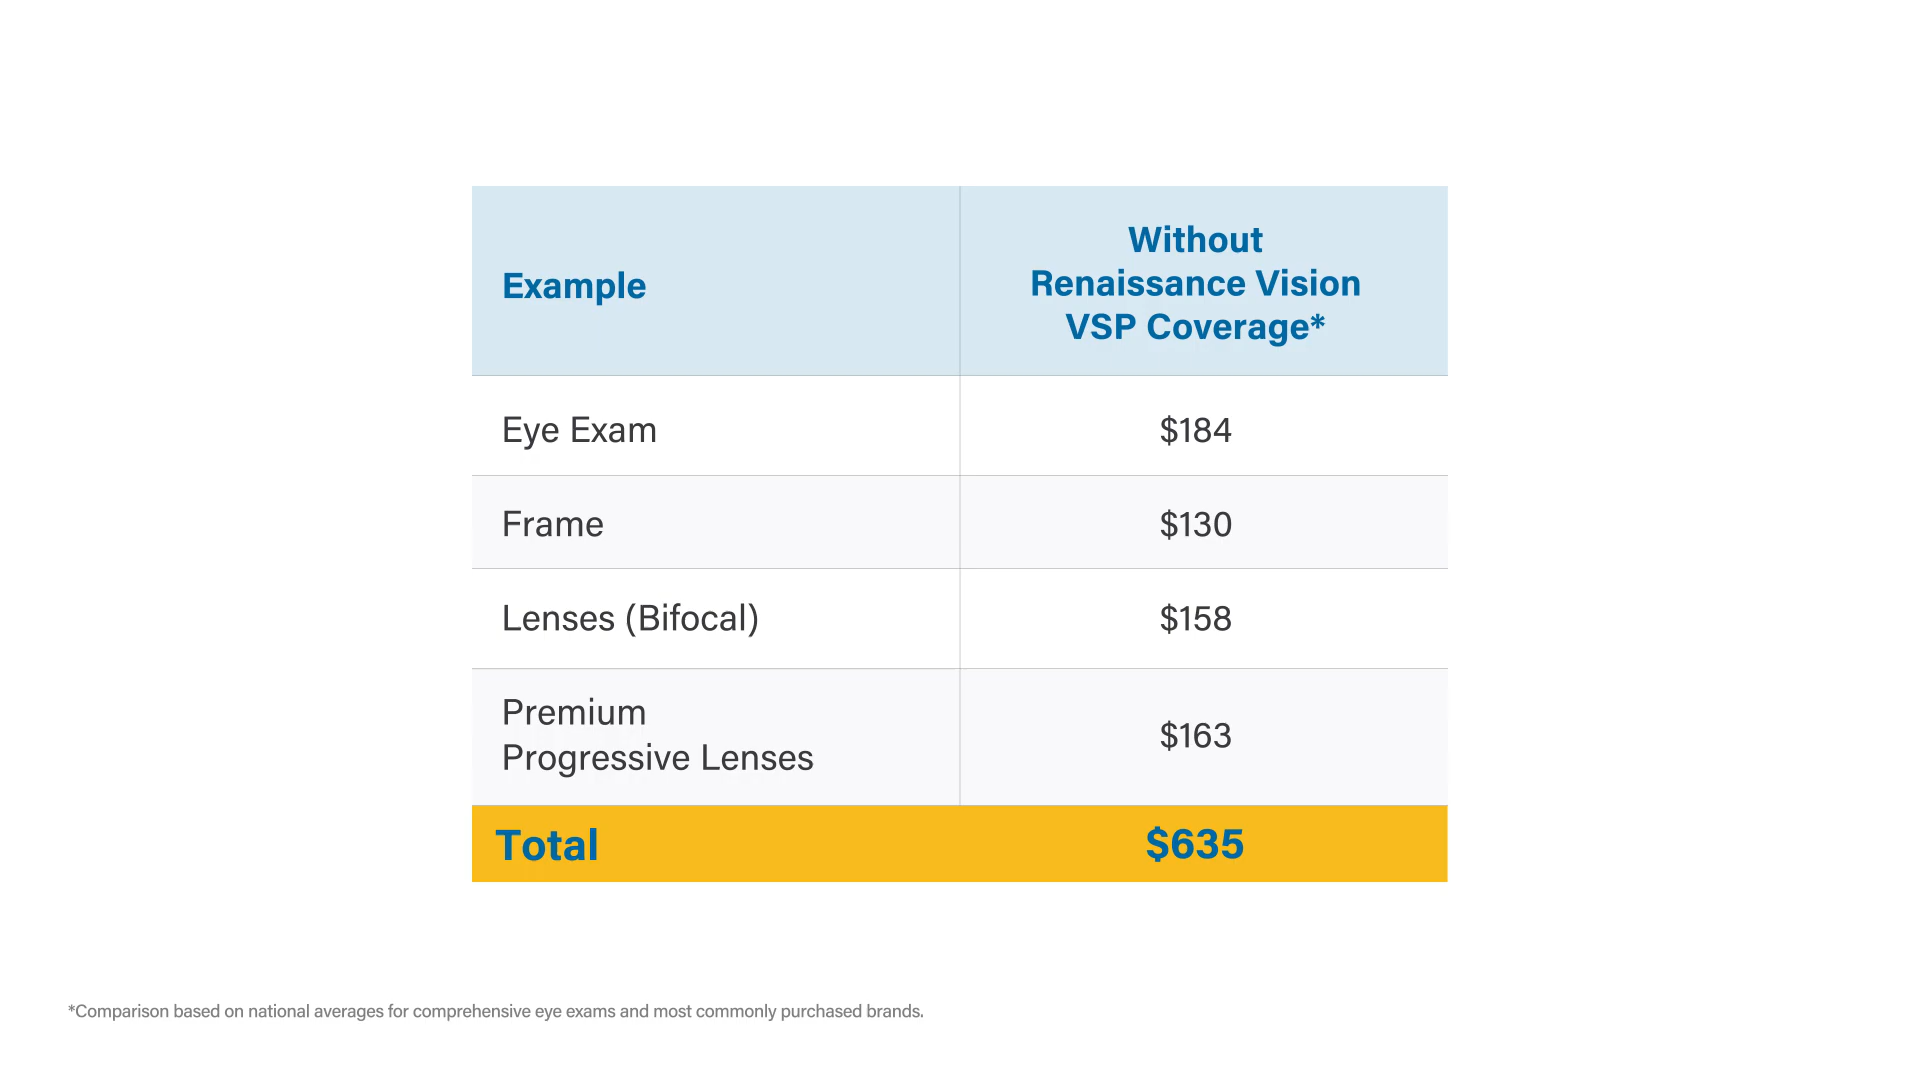 Example
Without
Renaissance Vision
VSP Coverage*
Eye Exam
$184
Frame
$130
Lenses (Bifocal)
$158
Premium
Progressive Lenses
$163
Total
$635
*Comparison based on national averages for comprehensive eye exams and most commonly purchased brands.